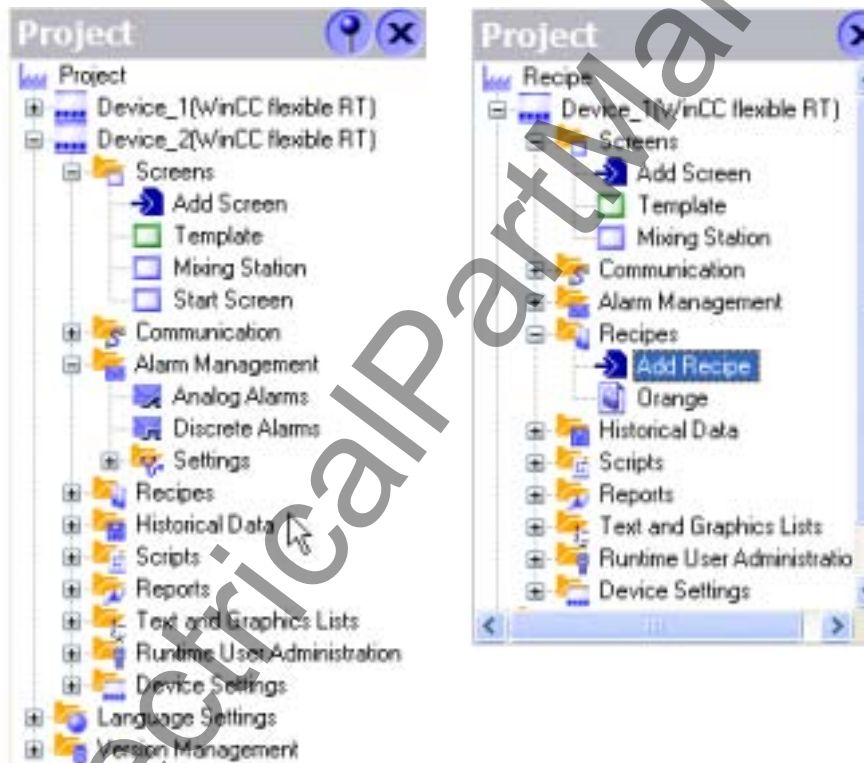 Project
Project
Device_1(WinCC flexible RT)
Device_2(WinCC flexible RT)
Screens
Add Screen
Template
Mixing Station
Start Screen
Communication
Alarm Management
Analog Alarms
Discrete Alarms
Settings
Recipes
Historical Data
Scripts
Reports
Text and Graphics Lists
Runtime User Administration
Device Settings
Language Settings
Version Management
Project
Recipe
Device_1(WinCC flexible RT)
Screens
Add Screen
Template
Mixing Station
Communication
Alarm Management
Recipes
Add Recipe
Orange
Historical Data
Scripts
Reports
Text and Graphics Lists
Runtime User Administratio
Device Settings
ectricalPartMar